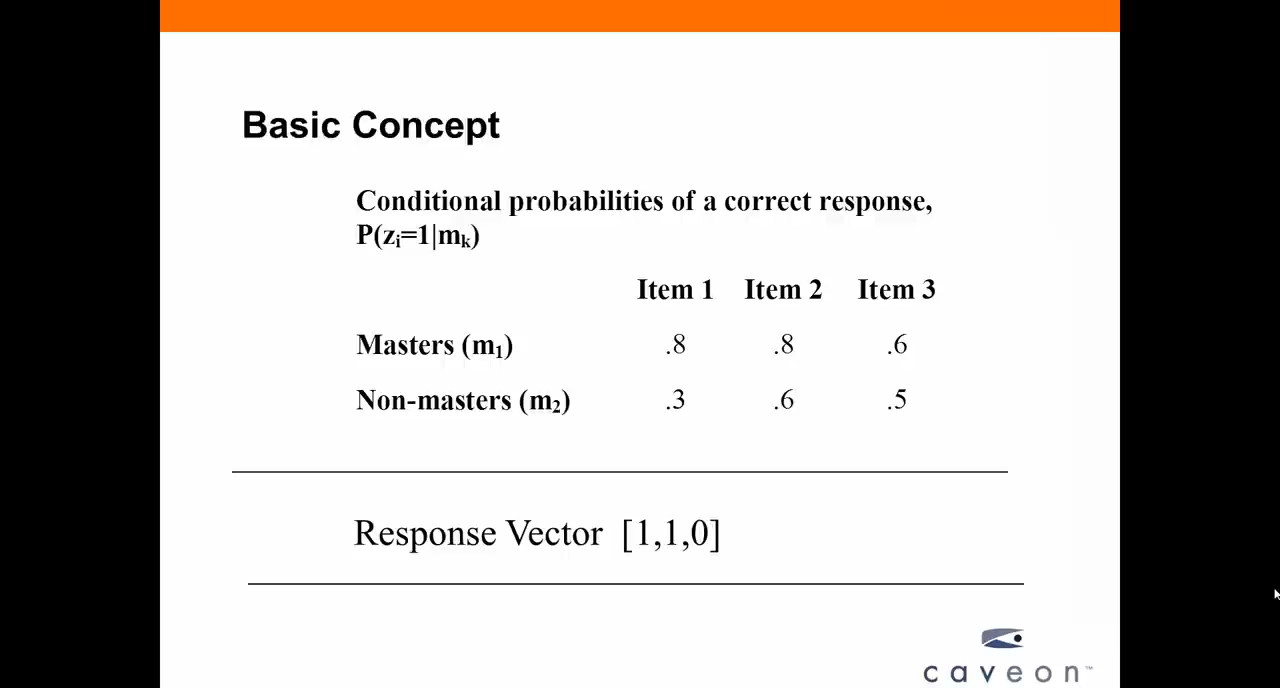 Basic Concept
Conditional probabilities of a correct response,
P(zᵢ=1|mₖ)
Item 1 Item 2 Item 3
Masters (m₁) .8 .8 .6
Non-masters (m₂) .3 .6 .5
Response Vector [1,1,0]
caveon™